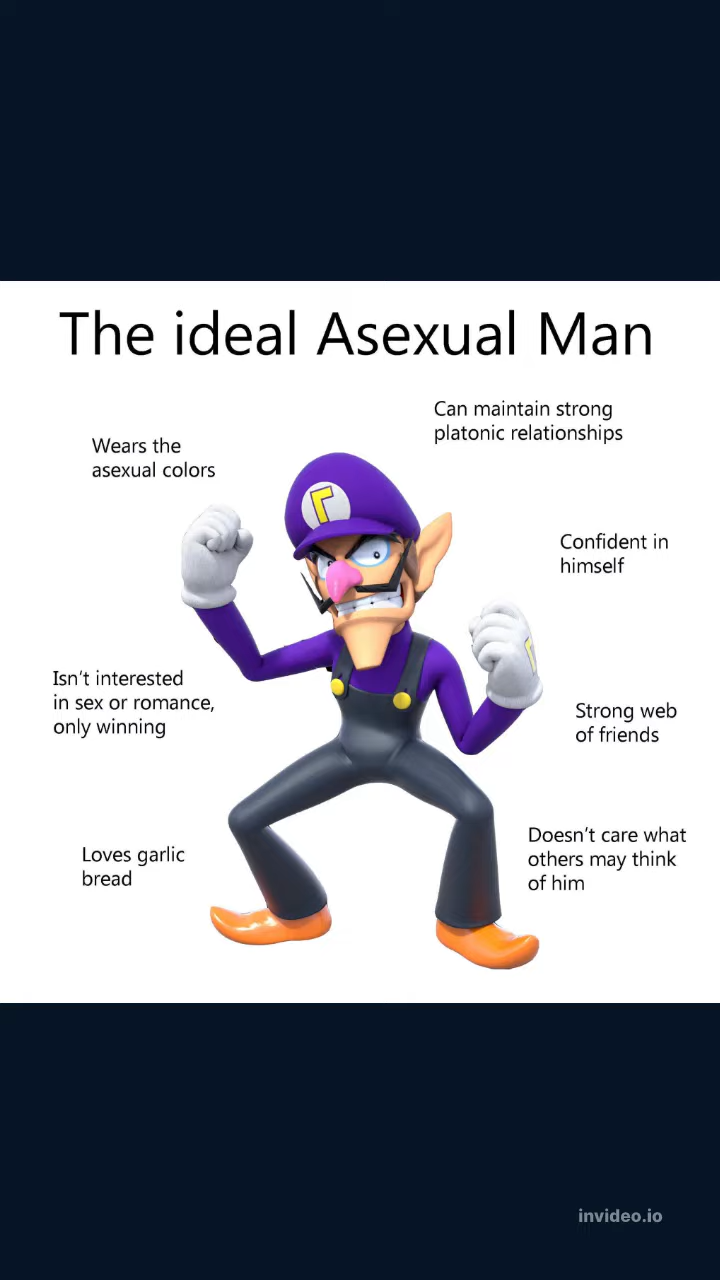 The ideal Asexual Man
Can maintain strong
platonic relationships
Wears the
asexual colors
Confident in
himself
Isn't interested
in sex or romance,
only winning
Strong web
of friends
Doesn't care what
others may think
of him
Loves garlic
bread
invideo.io